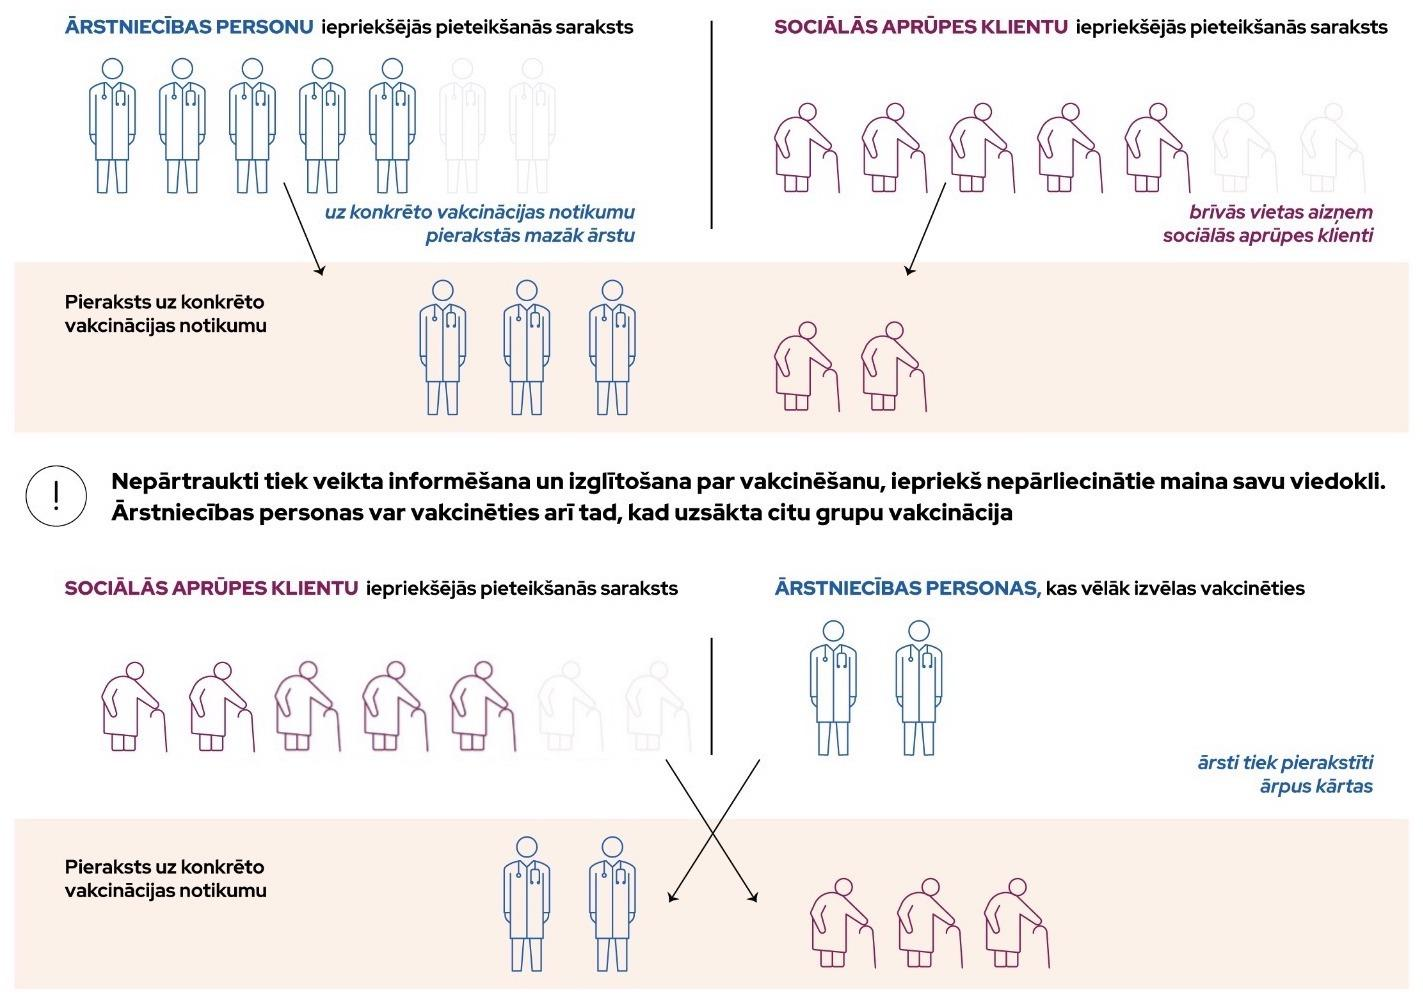 ĀRSTNIECĪBAS PERSONU iepriekšējās pieteikšanās saraksts
SOCIĀLĀS APRŪPES KLIENTU iepriekšējās pieteikšanās saraksts
uz konkrēto vakcinācijas notikumu
pierakstās mazāk ārstu
brīvās vietas aizņem
sociālās aprūpes klienti
Pieraksts uz konkrēto
vakcinācijas notikumu
! Nepārtraukti tiek veikta informēšana un izglītošana par vakcinēšanu, iepriekš nepārliecinātie maina savu viedokli.
Ārstniecības personas var vakcinēties arī tad, kad uzsākta citu grupu vakcinācija
SOCIĀLĀS APRŪPES KLIENTU iepriekšējās pieteikšanās saraksts
ĀRSTNIECĪBAS PERSONAS, kas vēlāk izvēlas vakcinēties
ārsti tiek pierakstīti
ārpus kārtas
Pieraksts uz konkrēto
vakcinācijas notikumu